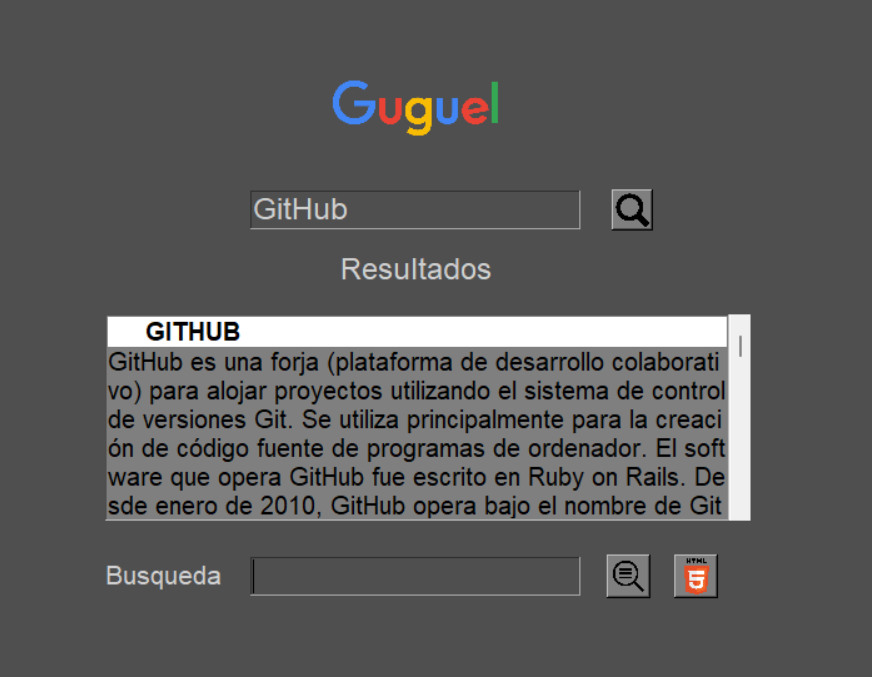 Guguel
GitHub
Resultados
GITHUB
GitHub es una forja (plataforma de desarrollo colaborati
vo) para alojar proyectos utilizando el sistema de control
de versiones Git. Se utiliza principalmente para la creaci
ón de código fuente de programas de ordenador. El soft
ware que opera GitHub fue escrito en Ruby on Rails. De
sde enero de 2010, GitHub opera bajo el nombre de Git
Busqueda
HTML
5